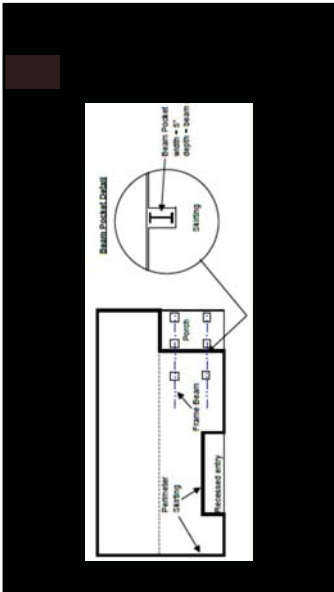 Beam Pocket Detail
Beam Pocket
width = 5"
depth = beam
Skirting
Porch
Frame Beam
Perimeter
Skirting
Recessed entry